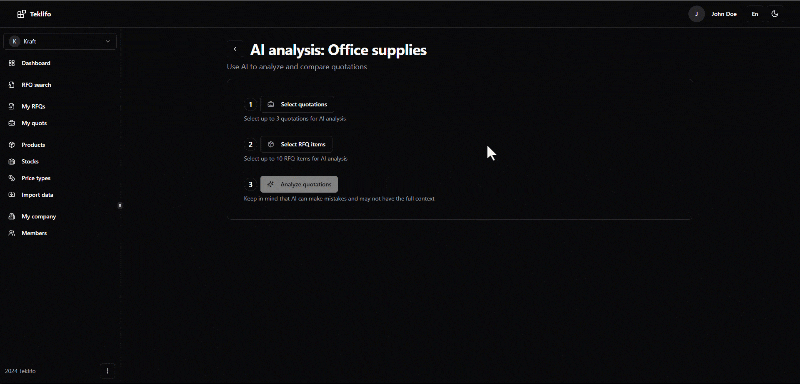 Teklifo
J
John Doe
En
K
Kraft
Dashboard
RFQ search
My RFQs
My quots
Products
Stocks
Price types
Import data
My company
Members
2024 Teklifo
AI analysis: Office supplies
Use AI to analyze and compare quotations
1
Select quotations
Select up to 3 quotations for AI analysis
2
Select RFQ items
Select up to 10 RFQ items for AI analysis
3
Analyze quotations
Keep in mind that AI can make mistakes and may not have the full context